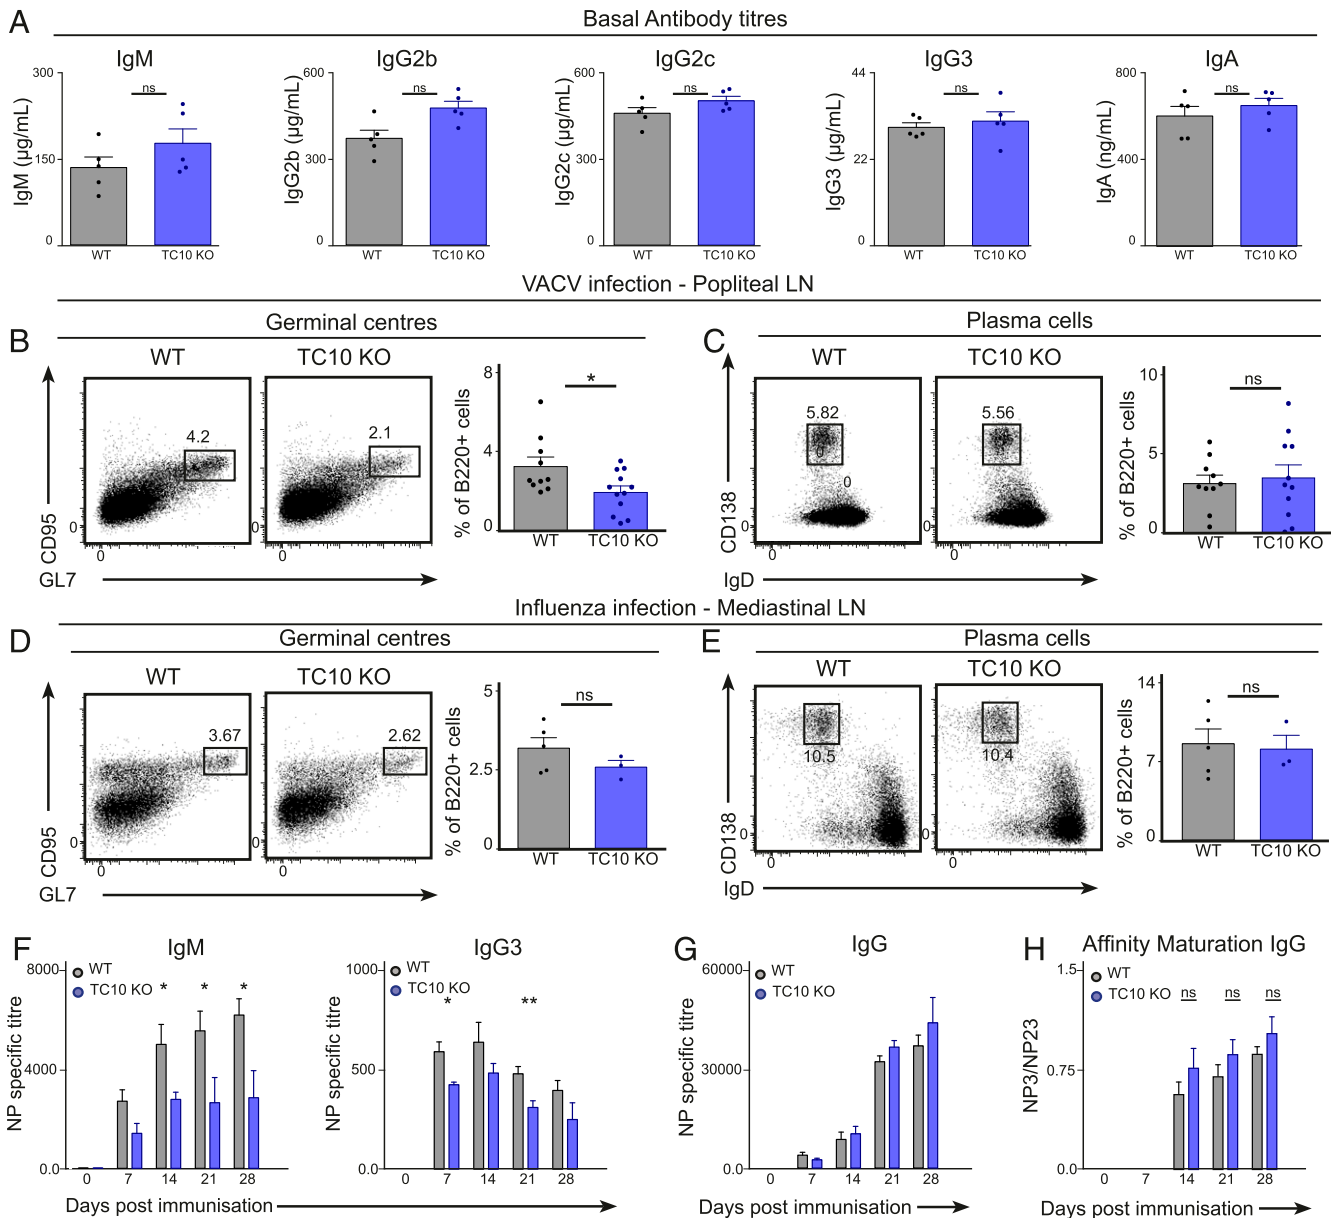 A
Basal Antibody titres
IgM
IgG2b
IgG2c
IgG3
IgA
IgM (µg/mL)
300
150
0
ns
WT
TC10 KO
IgG2b (µg/mL)
600
300
0
ns
WT
TC10 KO
IgG2c (µg/mL)
600
300
0
ns
WT
TC10 KO
IgG3 (µg/mL)
44
22
0
ns
WT
TC10 KO
IgA (ng/mL)
800
400
0
ns
WT
TC10 KO
VACV infection - Popliteal LN
B
Germinal centres
WT
TC10 KO
4.2
2.1
CD95
0
0
0
0
GL7
% of B220+ cells
8
4
0
*
WT
TC10 KO
C
Plasma cells
WT
TC10 KO
5.82
0
0
5.56
CD138
0
0
0
0
IgD
% of B220+ cells
10
5
0
ns
WT
TC10 KO
Influenza infection - Mediastinal LN
D
Germinal centres
WT
TC10 KO
3.67
2.62
CD95
0
0
0
0
GL7
% of B220+ cells
5
2.5
0
ns
WT
TC10 KO
E
Plasma cells
WT
TC10 KO
10.5
10.4
CD138
0
0
0
0
IgD
% of B220+ cells
14
7
0
ns
WT
TC10 KO
F
IgM
NP specific titre
8000
4000
0.0
WT
TC10 KO
* * *
0 7 14 21 28
IgG3
NP specific titre
1000
500
0.0
WT
TC10 KO
* **
0 7 14 21 28
Days post immunisation
G
IgG
NP specific titre
60000
30000
0.0
WT
TC10 KO
0 7 14 21 28
Days post immunisation
H
Affinity Maturation IgG
NP3/NP23
1.5
0.75
0.0
WT
TC10 KO
ns ns ns
0 7 14 21 28
Days post immunisation